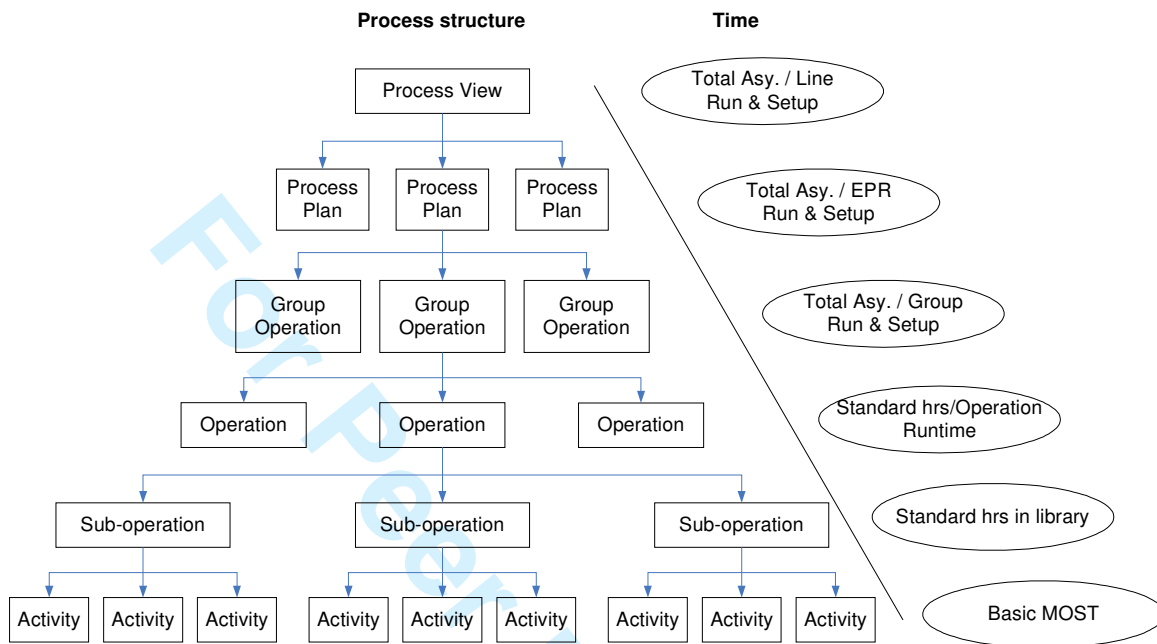 Process structure
Time
Process View
Total Asy. / Line
Run & Setup
Process
Plan
Process
Plan
Process
Plan
Total Asy. / EPR
Run & Setup
Group
Operation
Group
Operation
Group
Operation
Total Asy. / Group
Run & Setup
Operation
Operation
Operation
Standard hrs/Operation
Runtime
Sub-operation
Sub-operation
Sub-operation
Standard hrs in library
Activity
Activity
Activity
Activity
Activity
Activity
Activity
Activity
Activity
Basic MOST
For Peer